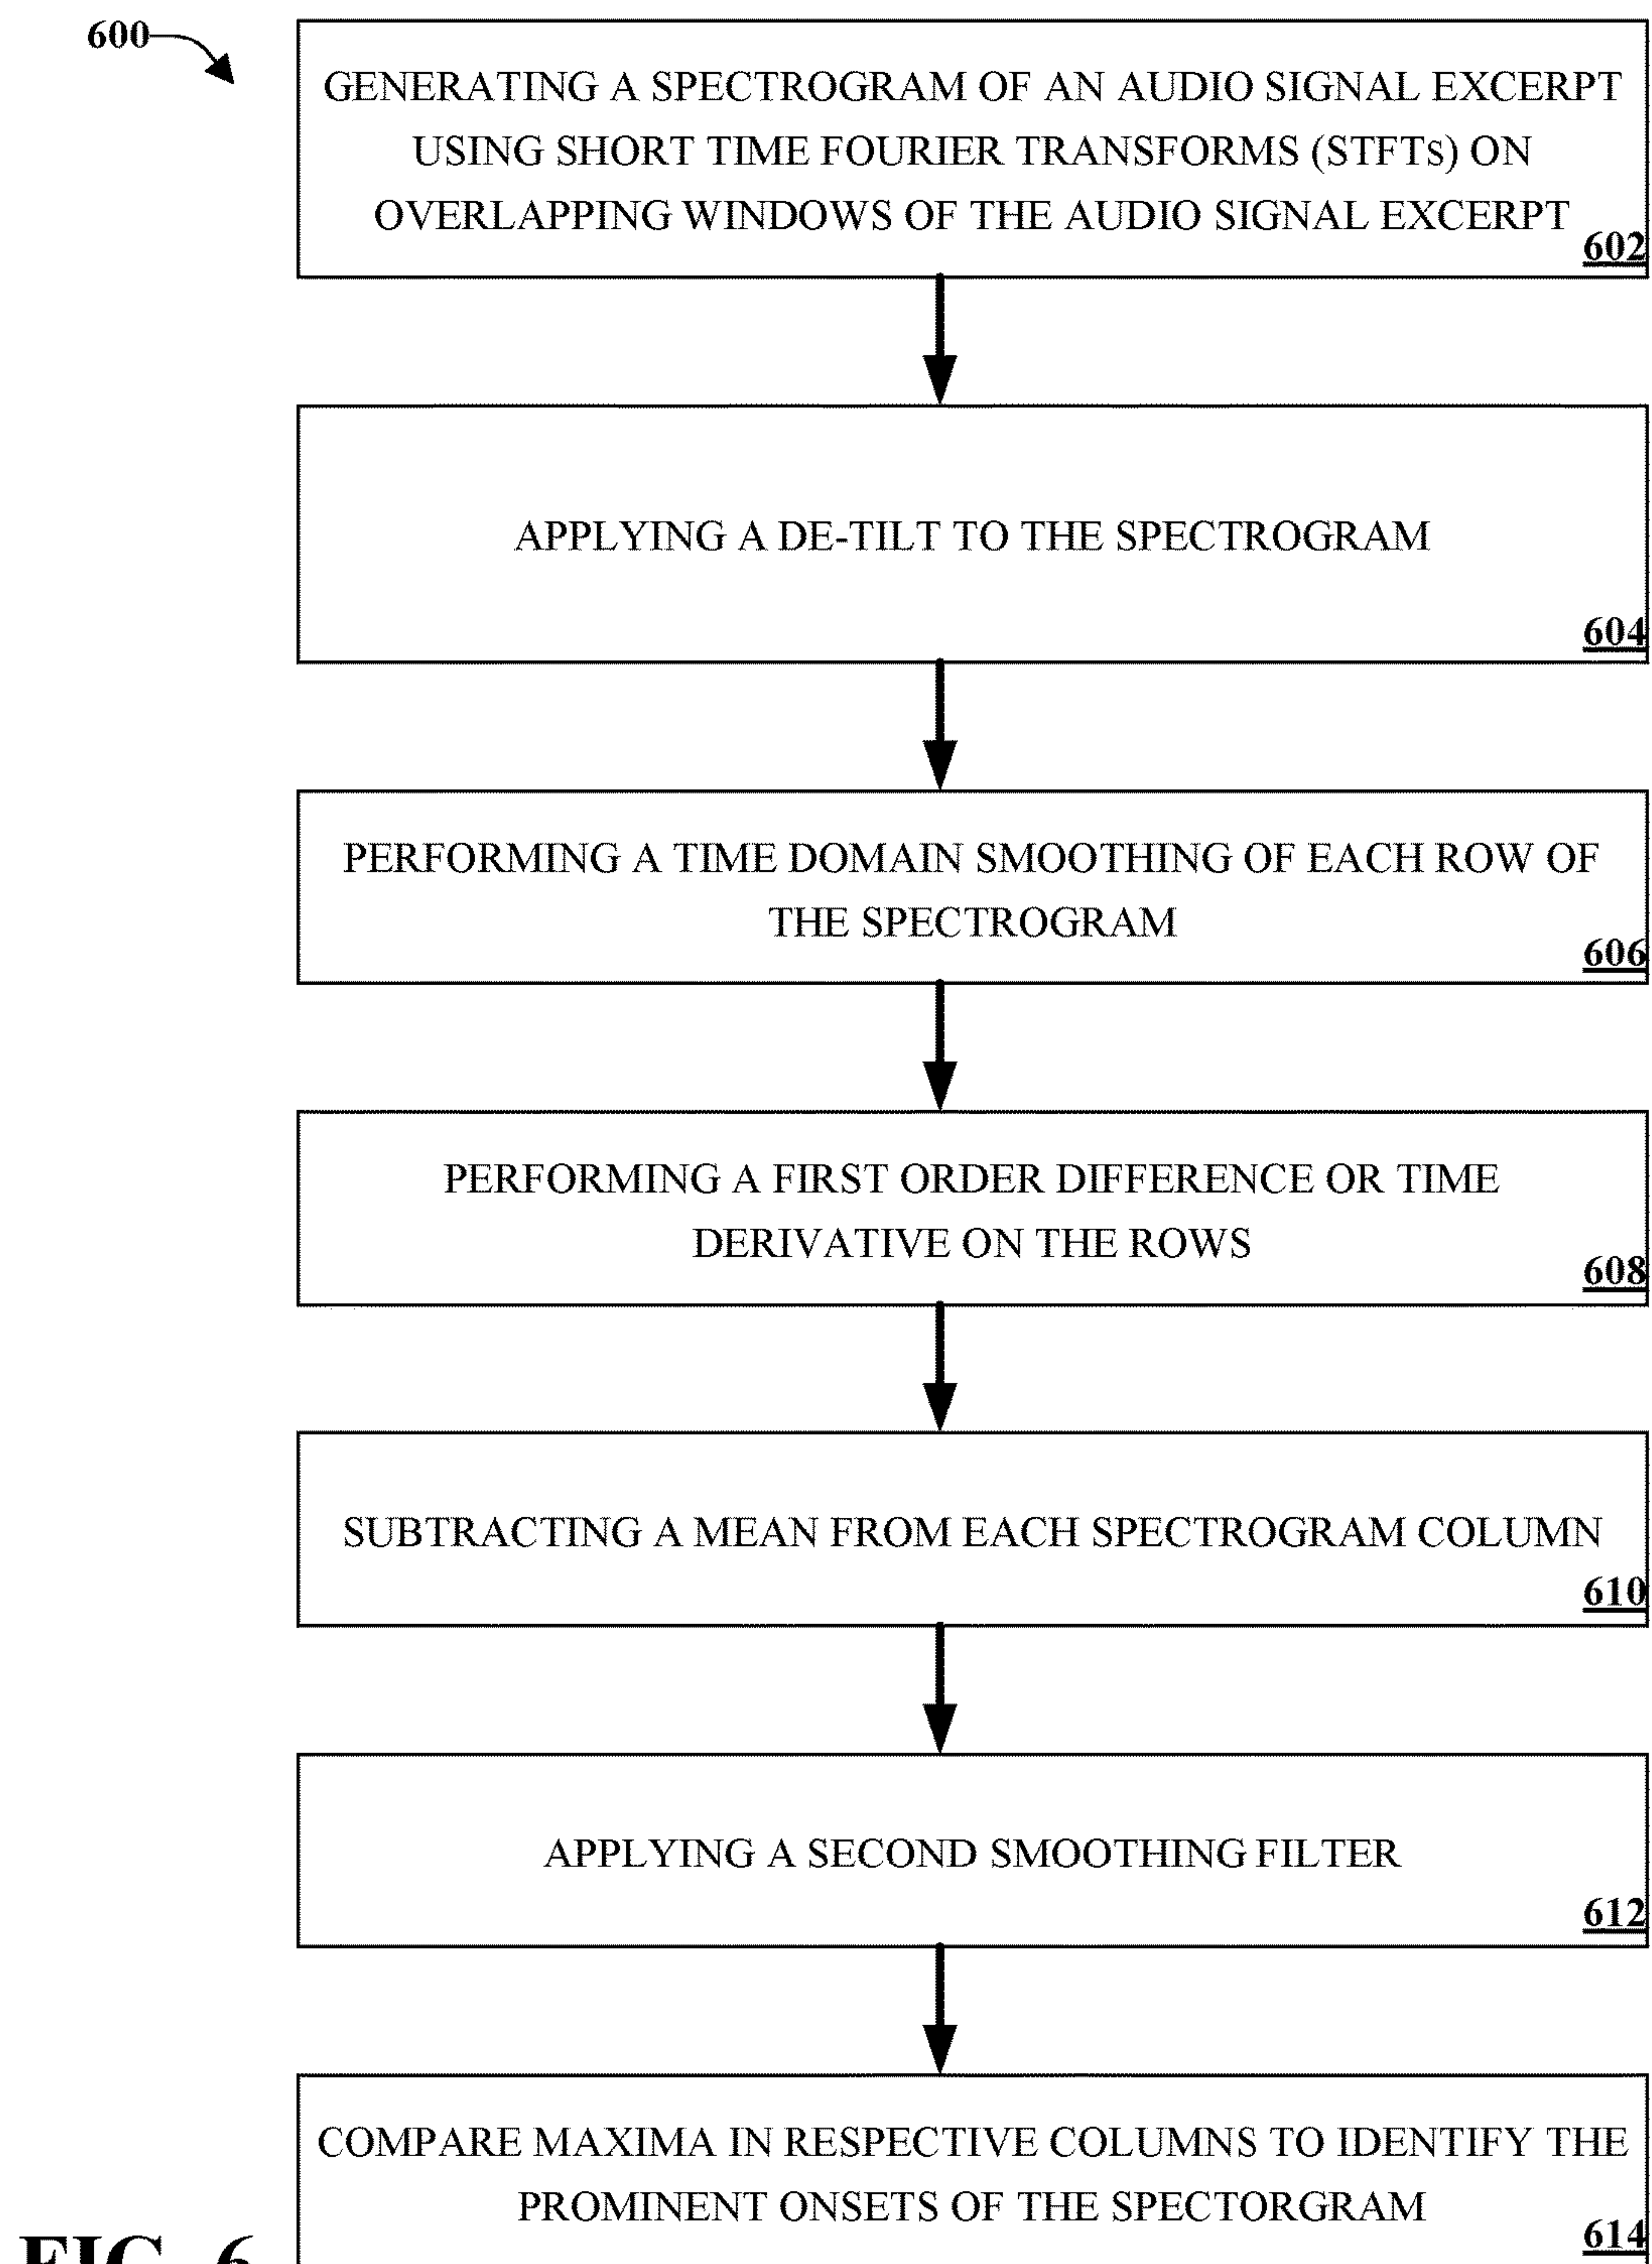 600
GENERATING A SPECTROGRAM OF AN AUDIO SIGNAL EXCERPT
USING SHORT TIME FOURIER TRANSFORMS (STFTs) ON
OVERLAPPING WINDOWS OF THE AUDIO SIGNAL EXCERPT
602
APPLYING A DE-TILT TO THE SPECTROGRAM
604
PERFORMING A TIME DOMAIN SMOOTHING OF EACH ROW OF
THE SPECTROGRAM
606
PERFORMING A FIRST ORDER DIFFERENCE OR TIME
DERIVATIVE ON THE ROWS
608
SUBTRACTING A MEAN FROM EACH SPECTROGRAM COLUMN
610
APPLYING A SECOND SMOOTHING FILTER
612
COMPARE MAXIMA IN RESPECTIVE COLUMNS TO IDENTIFY THE
PROMINENT ONSETS OF THE SPECTORGRAM
614
FIG. 6